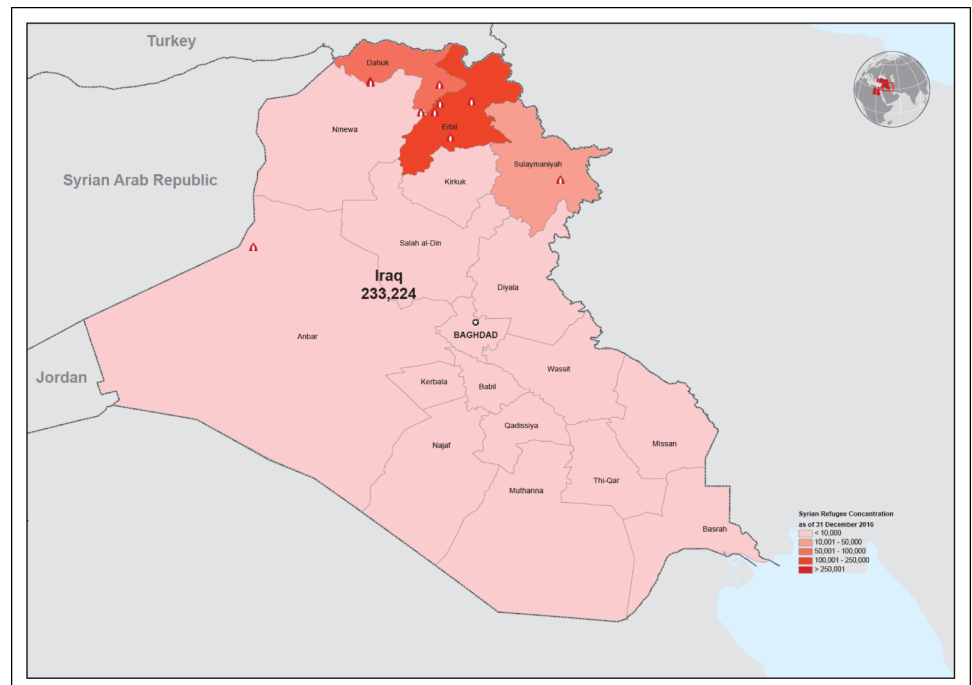 Turkey
Dahuk
Ninewa
Erbil
Sulaymaniyah
Syrian Arab Republic
Kirkuk
Salah al-Din
Iraq
233,224
Diyala
Anbar
BAGHDAD
Jordan
Wassit
Kerbala
Babil
Qadissiya
Najaf
Missan
Thi-Qar
Muthanna
Basrah
Syrian Refugee Concentration
as of 31 December 2016
< 10,000
10,001 - 50,000
50,001 - 100,000
100,001 - 250,000
> 250,001